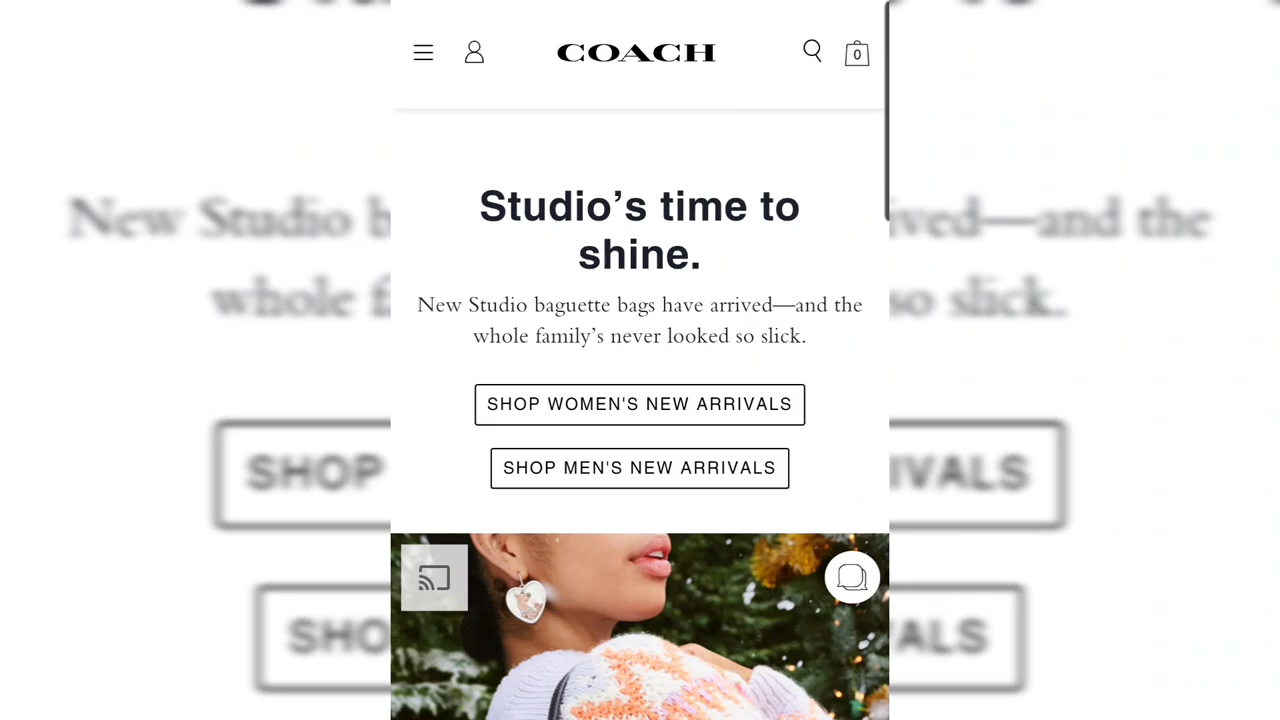 COACH
0
Studio’s time to
shine.
New Studio baguette bags have arrived—and the
whole family’s never looked so slick.
SHOP WOMEN'S NEW ARRIVALS
SHOP MEN'S NEW ARRIVALS